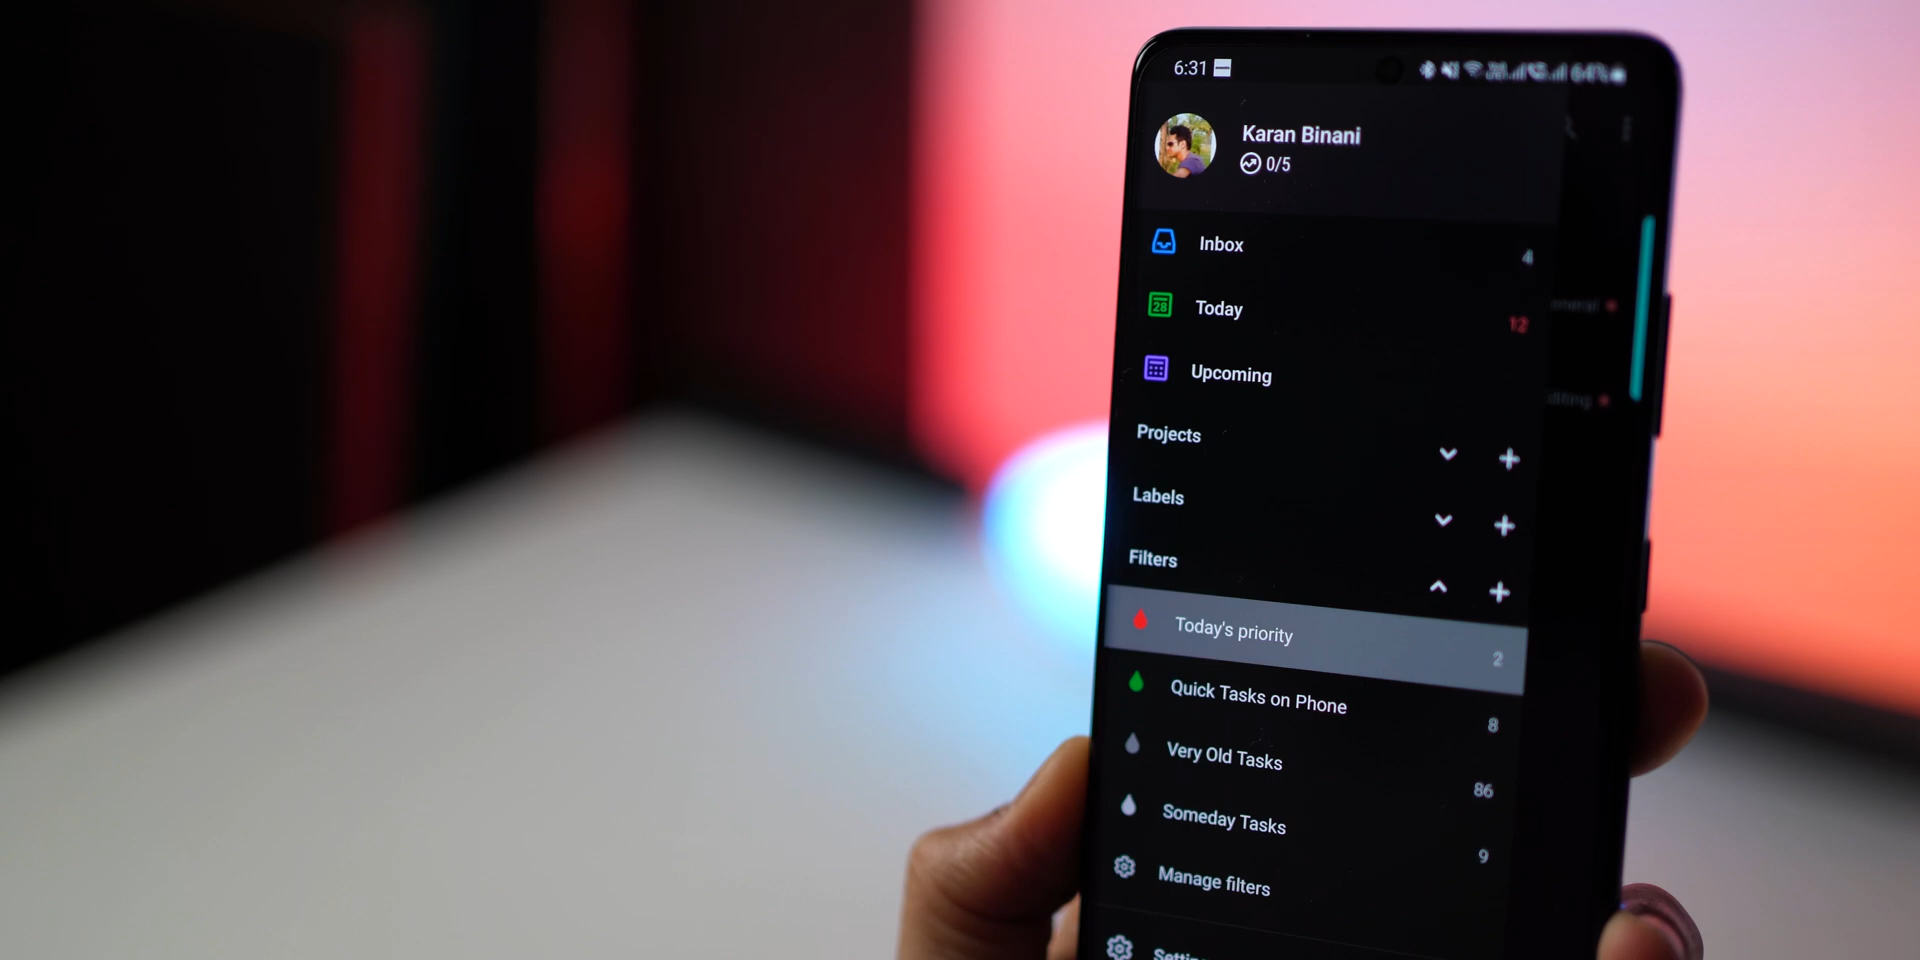 6:31 64%
Karan Binani
0/5
Inbox 4
28 Today 12
Upcoming
Projects
Labels
Filters
Today's priority 2
Quick Tasks on Phone 8
Very Old Tasks 86
Someday Tasks 9
Manage filters